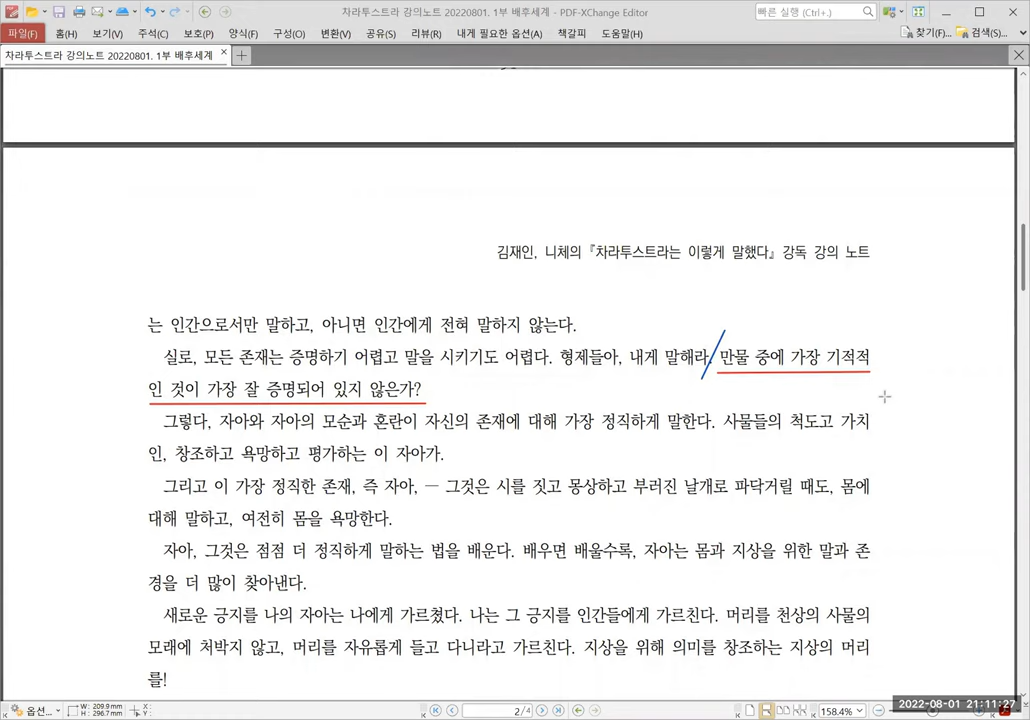 차라투스트라 강의노트 20220801. 1부 배후세계 - PDF-XChange Editor
빠른 실행 (Ctrl+.)
파일(F) 홈(H) 보기(V) 주석(C) 보호(P) 양식(F) 구성(O) 변환(V) 공유(S) 리뷰(R) 내게 필요한 옵션(A) 책갈피 도움말(H) 찾기(F)... 검색(S)...
차라투스트라 강의노트 20220801. 1부 배후세계
김재인, 니체의 『차라투스트라는 이렇게 말했다』 강독 강의 노트
는 인간으로서만 말하고, 아니면 인간에게 전혀 말하지 않는다.
실로, 모든 존재는 증명하기 어렵고 말을 시키기도 어렵다. 형제들아, 내게 말해라. 만물 중에 가장 기적적
인 것이 가장 잘 증명되어 있지 않은가?
그렇다, 자아와 자아의 모순과 혼란이 자신의 존재에 대해 가장 정직하게 말한다. 사물들의 척도고 가치
인, 창조하고 욕망하고 평가하는 이 자아가.
그리고 이 가장 정직한 존재, 즉 자아, — 그것은 시를 짓고 몽상하고 부러진 날개로 파닥거릴 때도, 몸에
대해 말하고, 여전히 몸을 욕망한다.
자아, 그것은 점점 더 정직하게 말하는 법을 배운다. 배우면 배울수록, 자아는 몸과 지상을 위한 말과 존
경을 더 많이 찾아낸다.
새로운 긍지를 나의 자아는 나에게 가르쳤다. 나는 그 긍지를 인간들에게 가르친다. 머리를 천상의 사물의
모래에 처박지 않고, 머리를 자유롭게 들고 다니라고 가르친다. 지상을 위해 의미를 창조하는 지상의 머리
를!
옵션... W: 209.9 mm H: 296.7 mm X: Y: 2/4 158.4%
2022-08-01 21:11:27